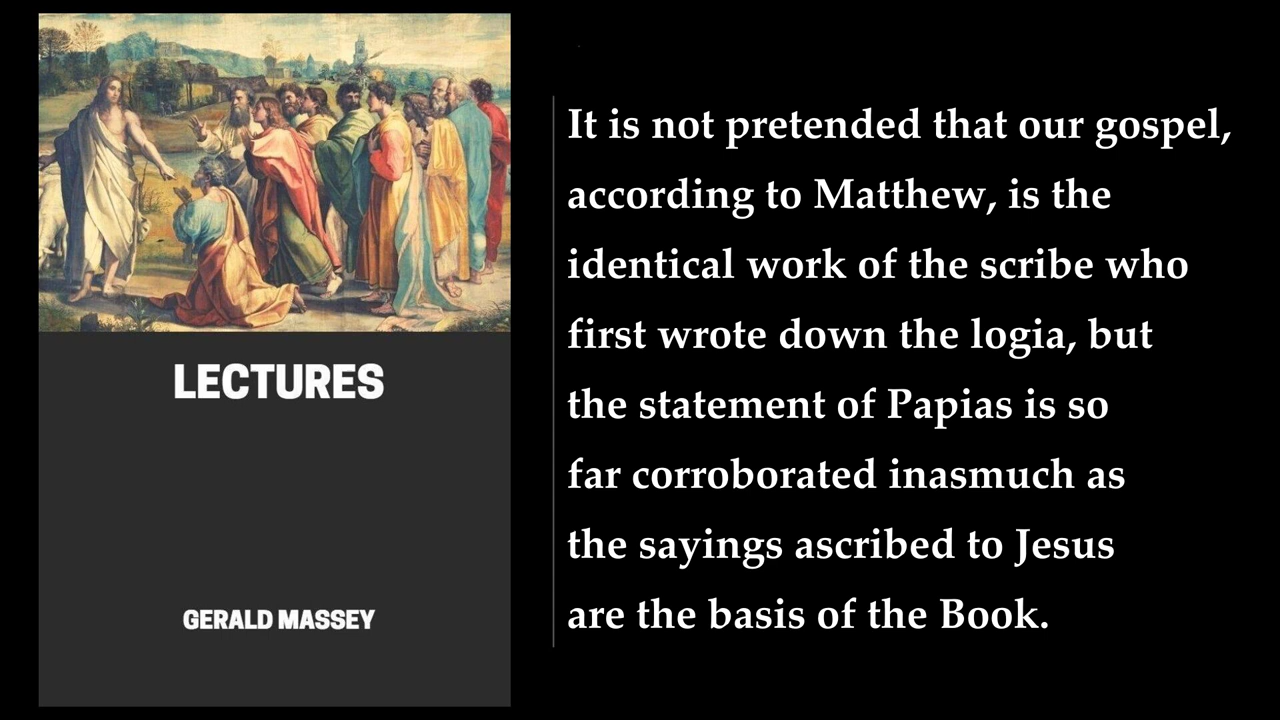 LECTURES
GERALD MASSEY
It is not pretended that our gospel,
according to Matthew, is the
identical work of the scribe who
first wrote down the logia, but
the statement of Papias is so
far corroborated inasmuch as
the sayings ascribed to Jesus
are the basis of the Book.